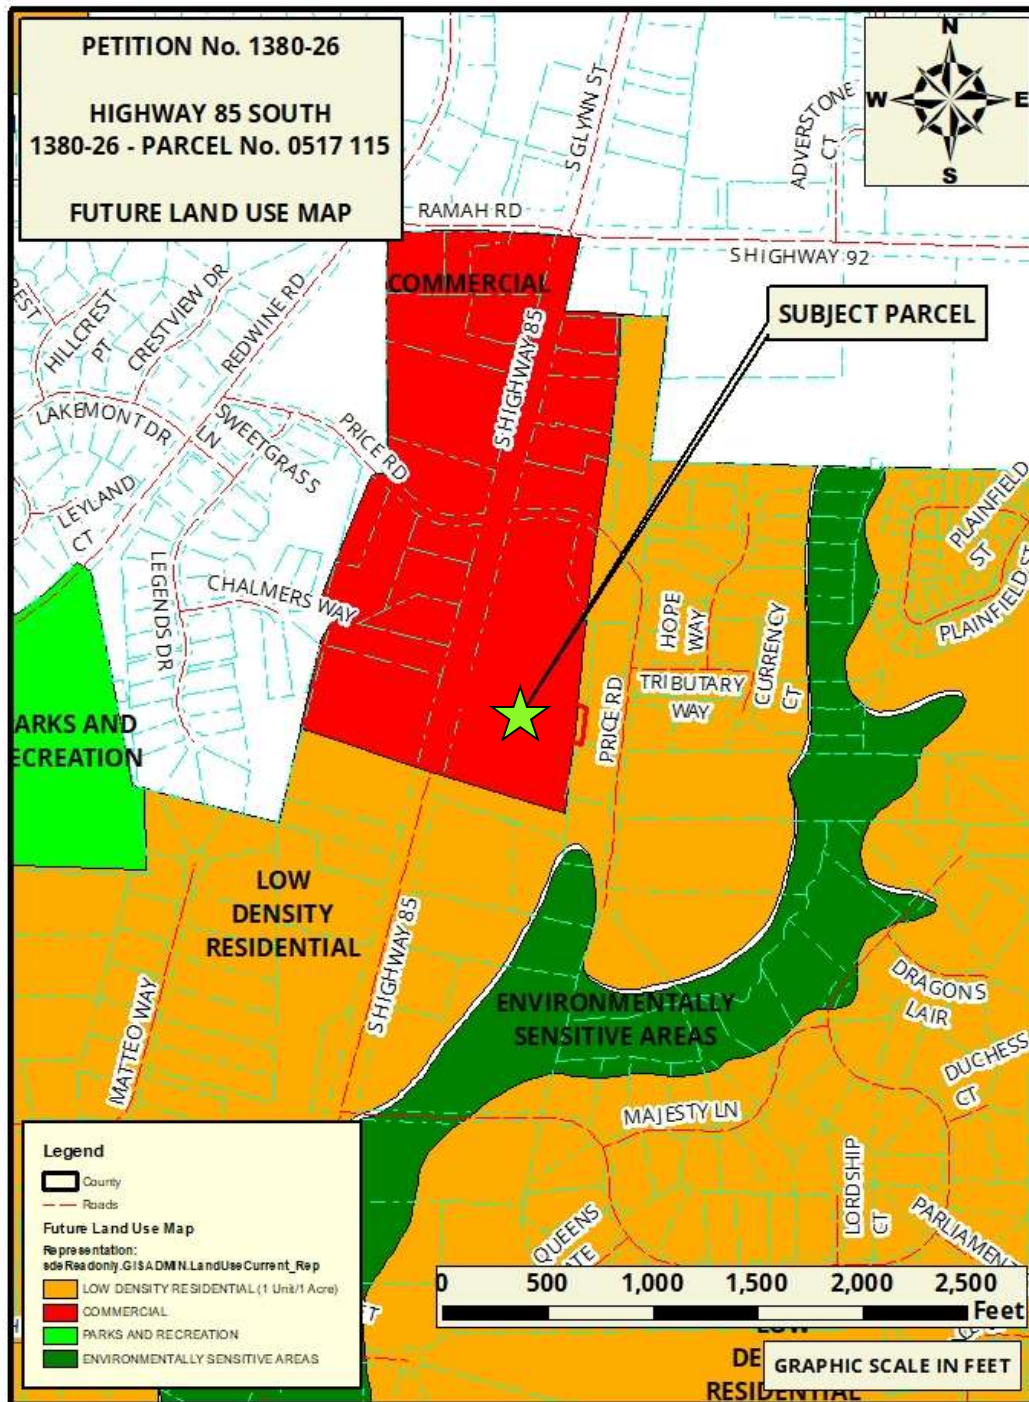 PETITION No. 1380-26
HIGHWAY 85 SOUTH
1380-26 - PARCEL No. 0517 115
FUTURE LAND USE MAP
N
W
E
S
S GLYNN ST
ADVERSTONE
CT
RAMAH RD
S HIGHWAY 92
COMMERCIAL
SUBJECT PARCEL
HILLCREST
PT
CRESTVIEW DR
REDWINE RD
S HIGHWAY 85
LAKEMONT DR
LN
SWEETGRASS
PRICE RD
LEYLAND
CT
LEGENDS DR
CHALMERS WAY
PLAINFIELD
ST
PLAINFIELD ST
HOPE
WAY
CURRENCY
CT
TRIBUTARY
WAY
PRICE RD
ARKS AND
ECREATION
LOW
DENSITY
RESIDENTIAL
S HIGHWAY 85
MATTEO WAY
ENVIRONMENTALLY
SENSITIVE AREAS
DRAGONS
LAIR
DUCHESS
CT
MAJESTY LN
LORDSHIP
CT
QUEENS
ATE
PARLIAMENT
Legend
County
Roads
Future Land Use Map
Representation:
sdeReadonly.GISADMIN.LandUseCurrent_Rep
LOW DENSITY RESIDENTIAL (1 Unit/1 Acre)
COMMERCIAL
PARKS AND RECREATION
ENVIRONMENTALLY SENSITIVE AREAS
0 500 1,000 1,500 2,000 2,500
Feet
GRAPHIC SCALE IN FEET
DE
RESIDENTIAL